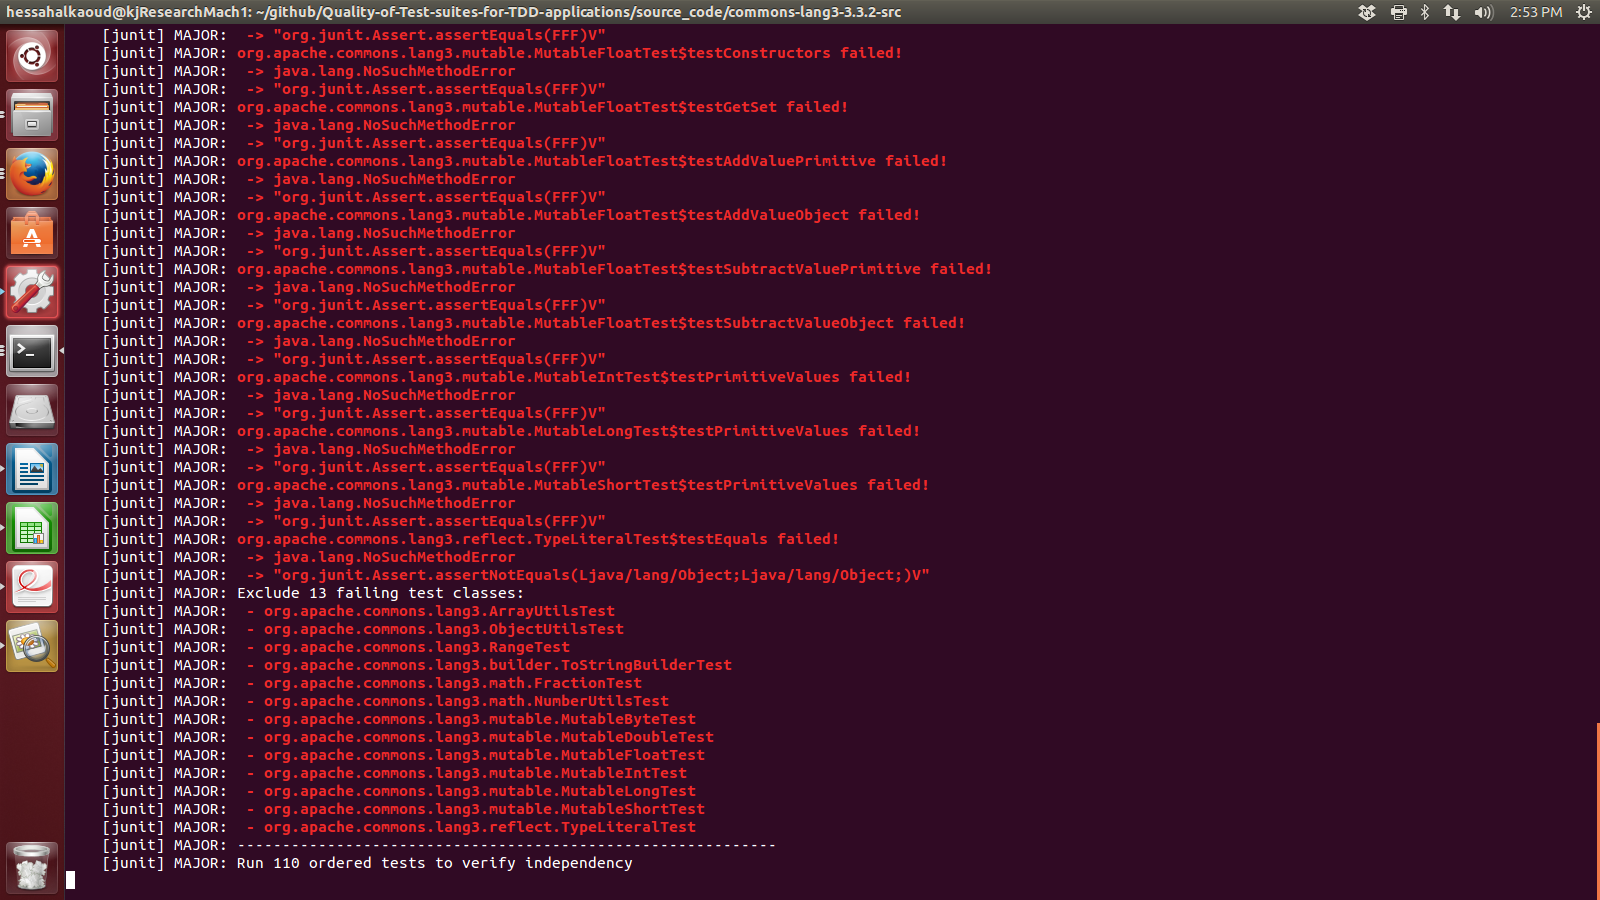 hessahalkaoud@kjResearchMach1: ~/github/Quality-of-Test-suites-for-TDD-applications/source_code/commons-lang3-3.3.2-src
2:53 PM
[junit] MAJOR:  -> "org.junit.Assert.assertEquals(FFF)V"
[junit] MAJOR: org.apache.commons.lang3.mutable.MutableFloatTest$testConstructors failed!
[junit] MAJOR:  -> java.lang.NoSuchMethodError
[junit] MAJOR:  -> "org.junit.Assert.assertEquals(FFF)V"
[junit] MAJOR: org.apache.commons.lang3.mutable.MutableFloatTest$testGetSet failed!
[junit] MAJOR:  -> java.lang.NoSuchMethodError
[junit] MAJOR:  -> "org.junit.Assert.assertEquals(FFF)V"
[junit] MAJOR: org.apache.commons.lang3.mutable.MutableFloatTest$testAddValuePrimitive failed!
[junit] MAJOR:  -> java.lang.NoSuchMethodError
[junit] MAJOR:  -> "org.junit.Assert.assertEquals(FFF)V"
[junit] MAJOR: org.apache.commons.lang3.mutable.MutableFloatTest$testAddValueObject failed!
[junit] MAJOR:  -> java.lang.NoSuchMethodError
[junit] MAJOR:  -> "org.junit.Assert.assertEquals(FFF)V"
[junit] MAJOR: org.apache.commons.lang3.mutable.MutableFloatTest$testSubtractValuePrimitive failed!
[junit] MAJOR:  -> java.lang.NoSuchMethodError
[junit] MAJOR:  -> "org.junit.Assert.assertEquals(FFF)V"
[junit] MAJOR: org.apache.commons.lang3.mutable.MutableFloatTest$testSubtractValueObject failed!
[junit] MAJOR:  -> java.lang.NoSuchMethodError
[junit] MAJOR:  -> "org.junit.Assert.assertEquals(FFF)V"
[junit] MAJOR: org.apache.commons.lang3.mutable.MutableIntTest$testPrimitiveValues failed!
[junit] MAJOR:  -> java.lang.NoSuchMethodError
[junit] MAJOR:  -> "org.junit.Assert.assertEquals(FFF)V"
[junit] MAJOR: org.apache.commons.lang3.mutable.MutableLongTest$testPrimitiveValues failed!
[junit] MAJOR:  -> java.lang.NoSuchMethodError
[junit] MAJOR:  -> "org.junit.Assert.assertEquals(FFF)V"
[junit] MAJOR: org.apache.commons.lang3.mutable.MutableShortTest$testPrimitiveValues failed!
[junit] MAJOR:  -> java.lang.NoSuchMethodError
[junit] MAJOR:  -> "org.junit.Assert.assertEquals(FFF)V"
[junit] MAJOR: org.apache.commons.lang3.reflect.TypeLiteralTest$testEquals failed!
[junit] MAJOR:  -> java.lang.NoSuchMethodError
[junit] MAJOR:  -> "org.junit.Assert.assertNotEquals(Ljava/lang/Object;Ljava/lang/Object;)V"
[junit] MAJOR: Exclude 13 failing test classes:
[junit] MAJOR:  - org.apache.commons.lang3.ArrayUtilsTest
[junit] MAJOR:  - org.apache.commons.lang3.ObjectUtilsTest
[junit] MAJOR:  - org.apache.commons.lang3.RangeTest
[junit] MAJOR:  - org.apache.commons.lang3.builder.ToStringBuilderTest
[junit] MAJOR:  - org.apache.commons.lang3.math.FractionTest
[junit] MAJOR:  - org.apache.commons.lang3.math.NumberUtilsTest
[junit] MAJOR:  - org.apache.commons.lang3.mutable.MutableByteTest
[junit] MAJOR:  - org.apache.commons.lang3.mutable.MutableDoubleTest
[junit] MAJOR:  - org.apache.commons.lang3.mutable.MutableFloatTest
[junit] MAJOR:  - org.apache.commons.lang3.mutable.MutableIntTest
[junit] MAJOR:  - org.apache.commons.lang3.mutable.MutableLongTest
[junit] MAJOR:  - org.apache.commons.lang3.mutable.MutableShortTest
[junit] MAJOR:  - org.apache.commons.lang3.reflect.TypeLiteralTest
[junit] MAJOR: ------------------------------------------------------------
[junit] MAJOR: Run 110 ordered tests to verify independency